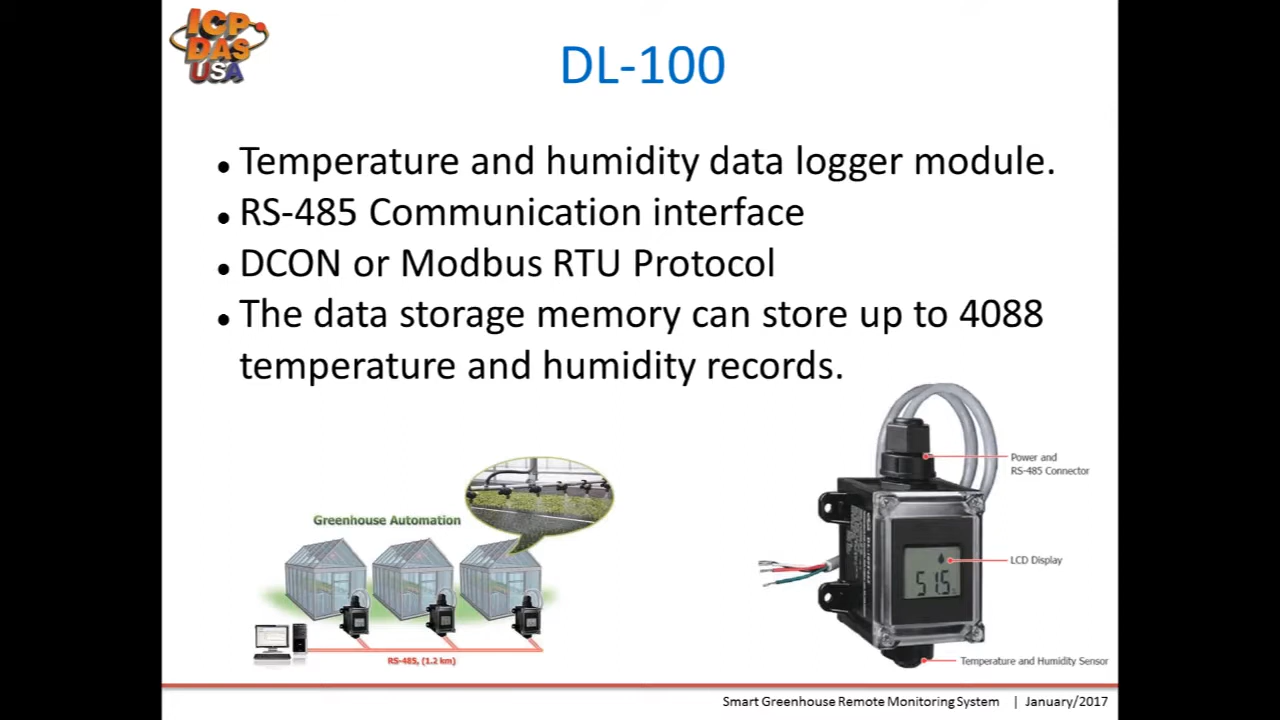 ICP
DAS
USA
DL-100
Temperature and humidity data logger module.
RS-485 Communication interface
DCON or Modbus RTU Protocol
The data storage memory can store up to 4088
temperature and humidity records.
Greenhouse Automation
RS-485, (1.2 km)
Power and
RS-485 Connector
LCD Display
51.5
Temperature and Humidity Sensor
Smart Greenhouse Remote Monitoring System | January/2017